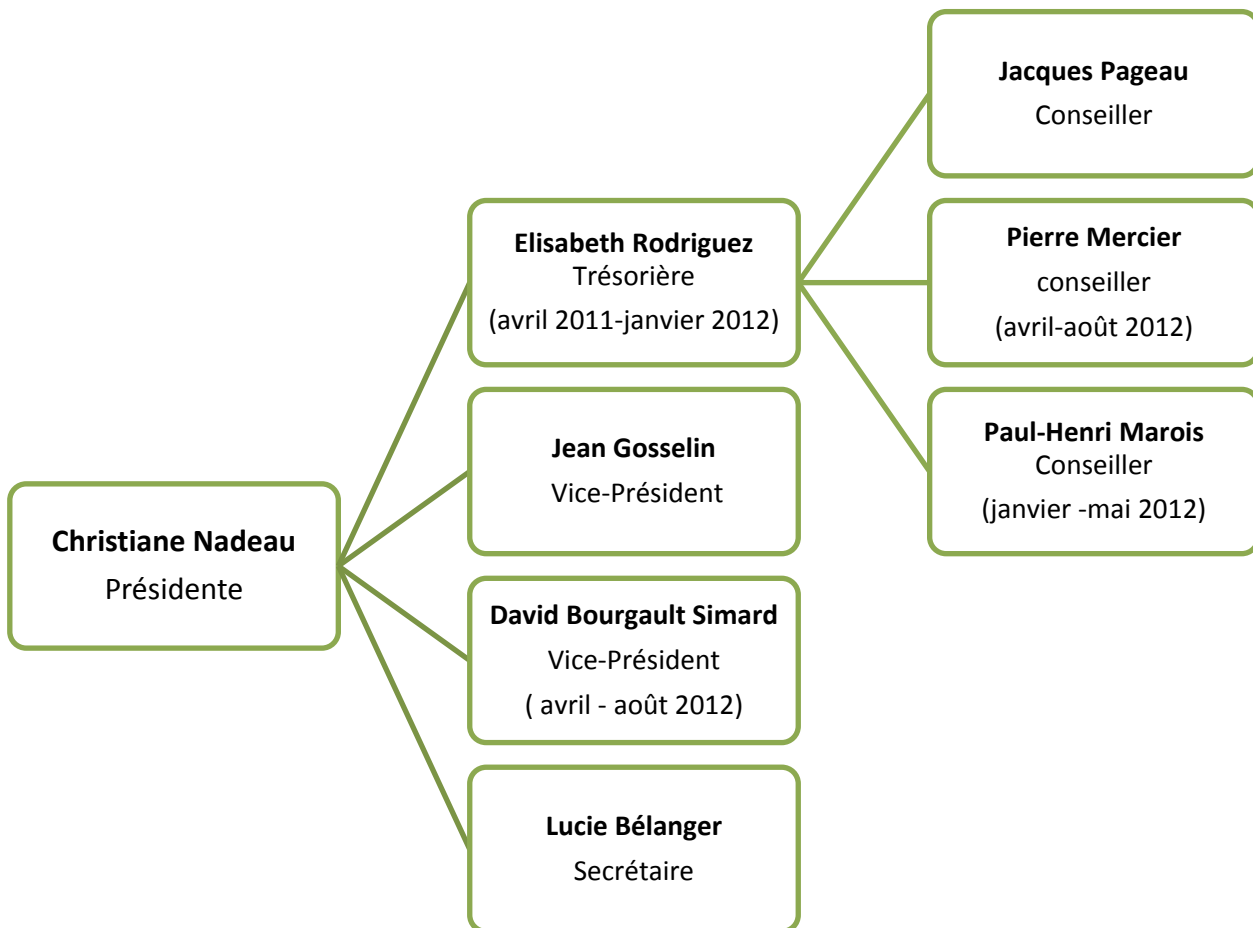 Christiane Nadeau
Présidente
Elisabeth Rodriguez
Trésorière
(avril 2011-janvier 2012)
Jacques Pageau
Conseiller
Pierre Mercier
conseiller
(avril-août 2012)
Paul-Henri Marois
Conseiller
(janvier -mai 2012)
Jean Gosselin
Vice-Président
David Bourgault Simard
Vice-Président
( avril - août 2012)
Lucie Bélanger
Secrétaire